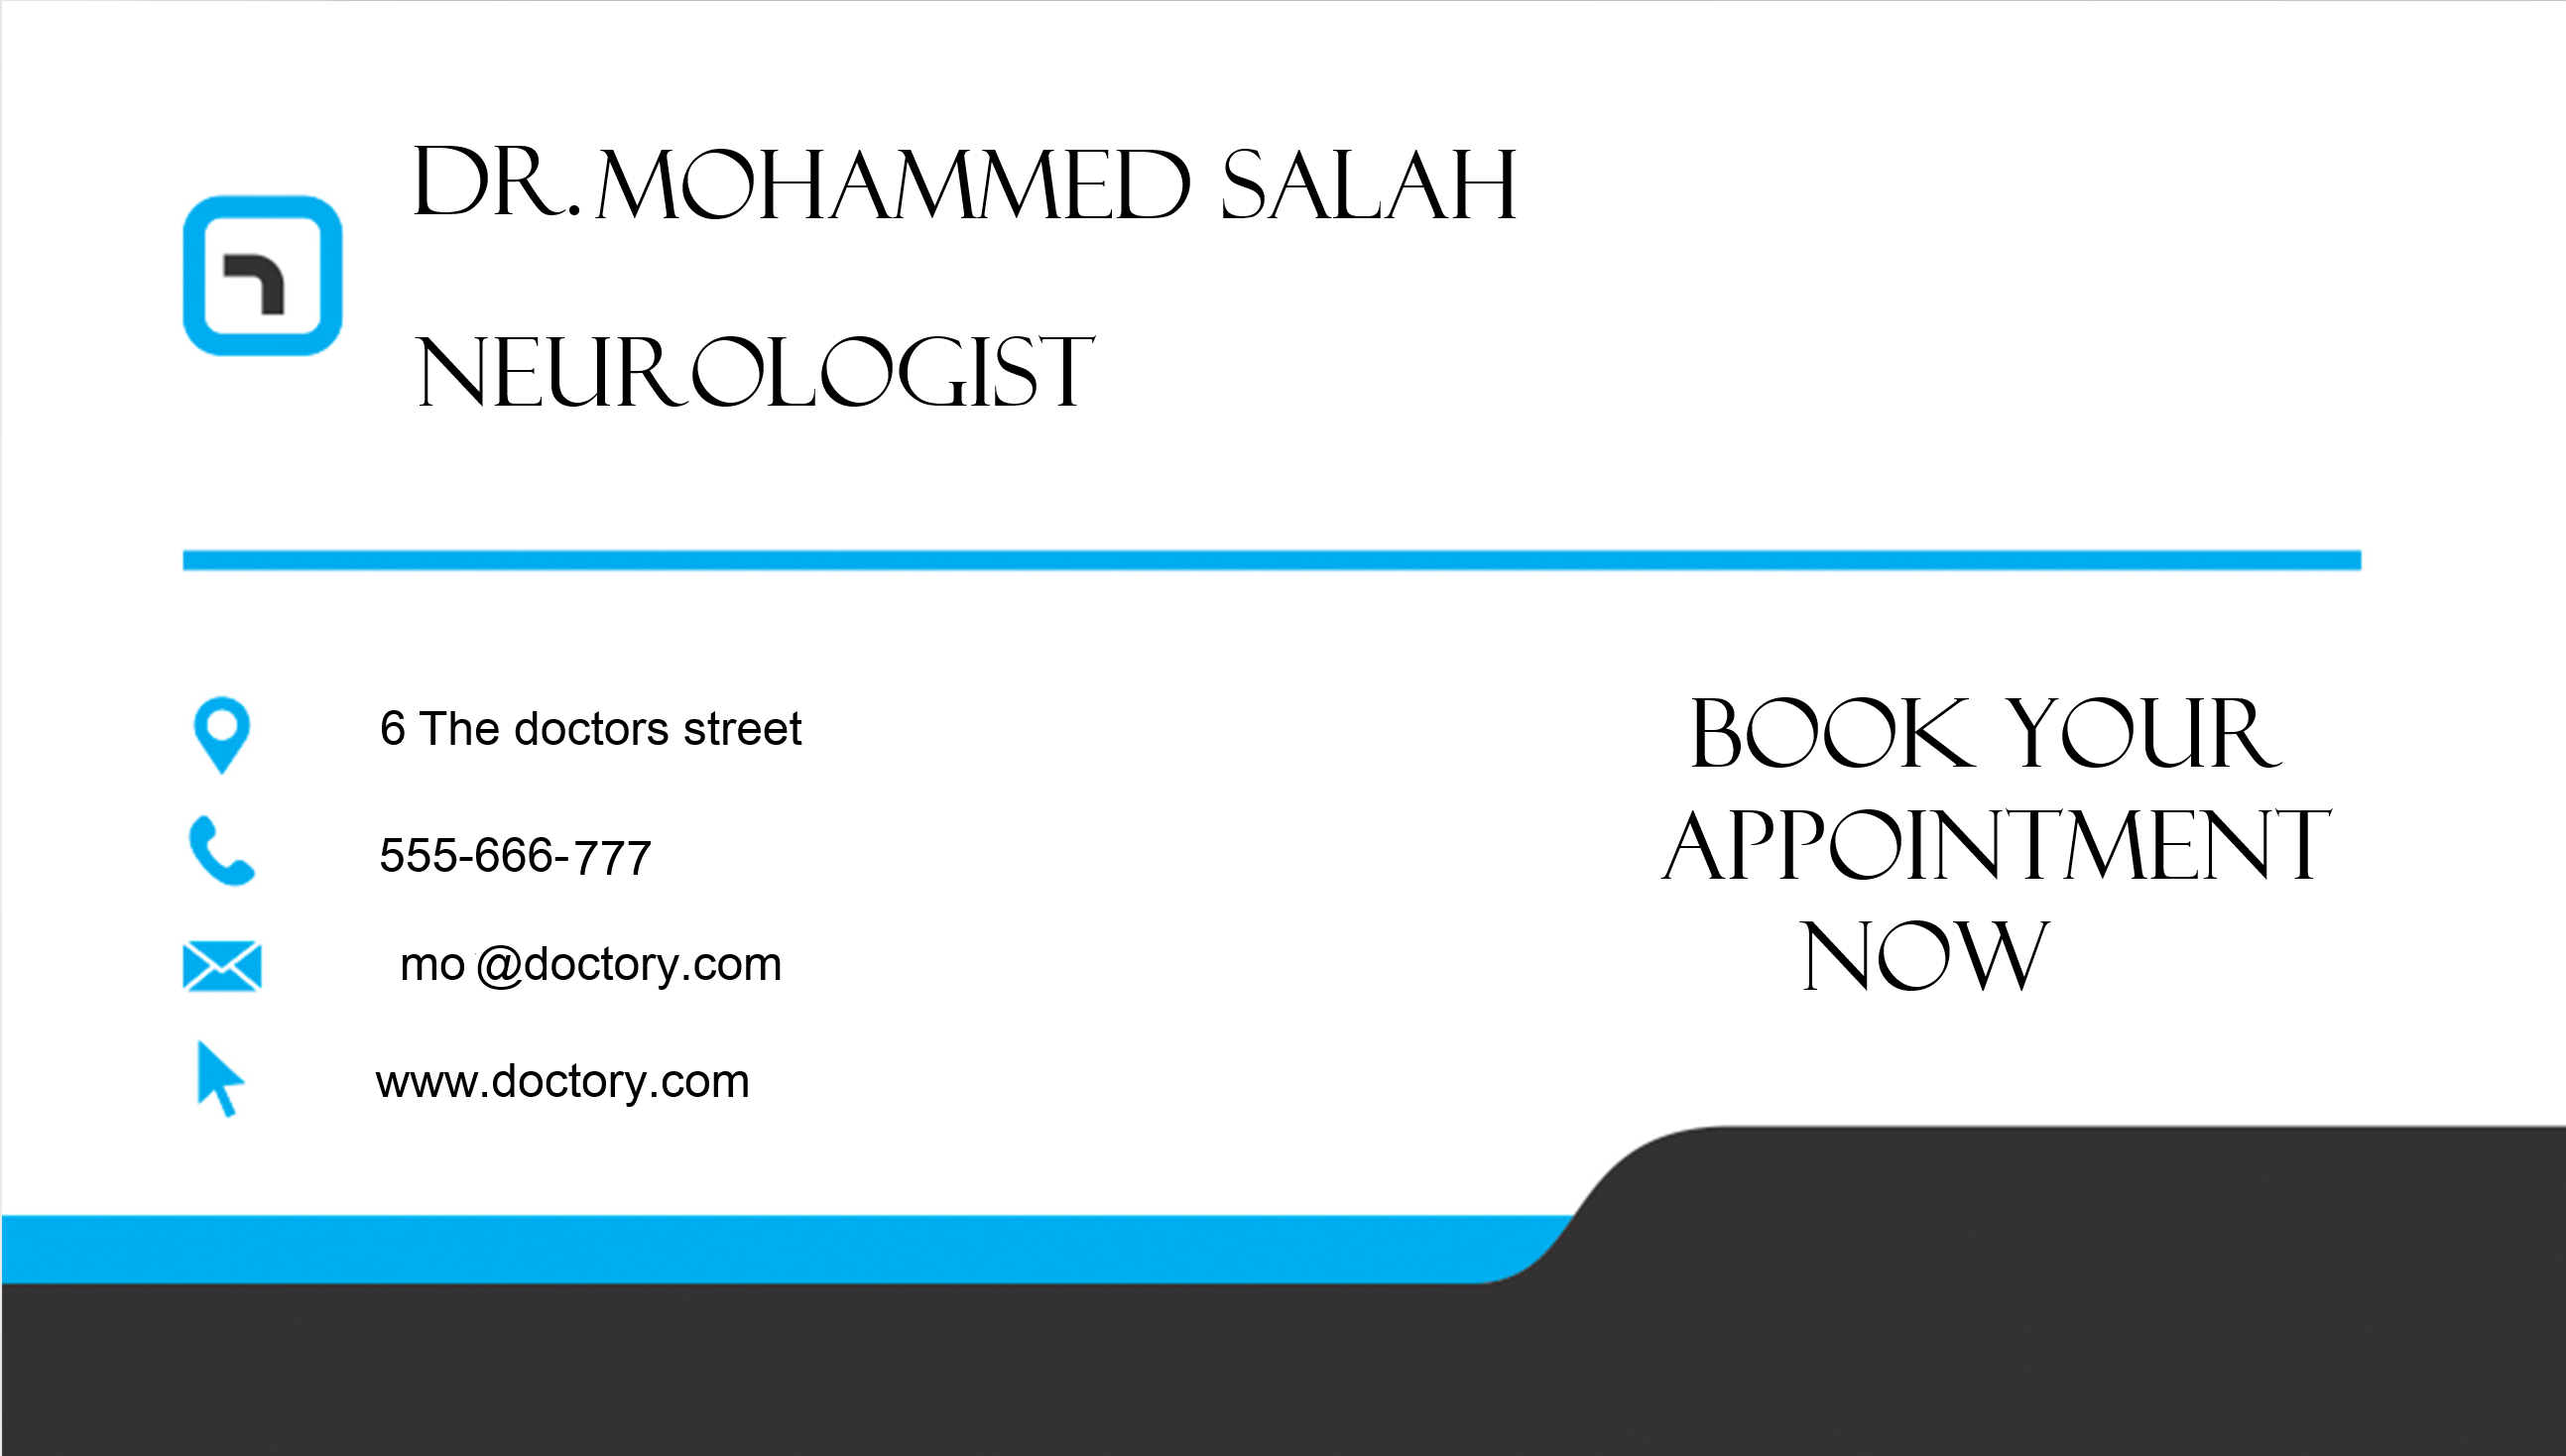 DR. MOHAMMED SALAH
NEUROLOGIST
6 The doctors street
555-666-777
mo @doctory.com
www.doctory.com
BOOK YOUR
APPOINTMENT
NOW